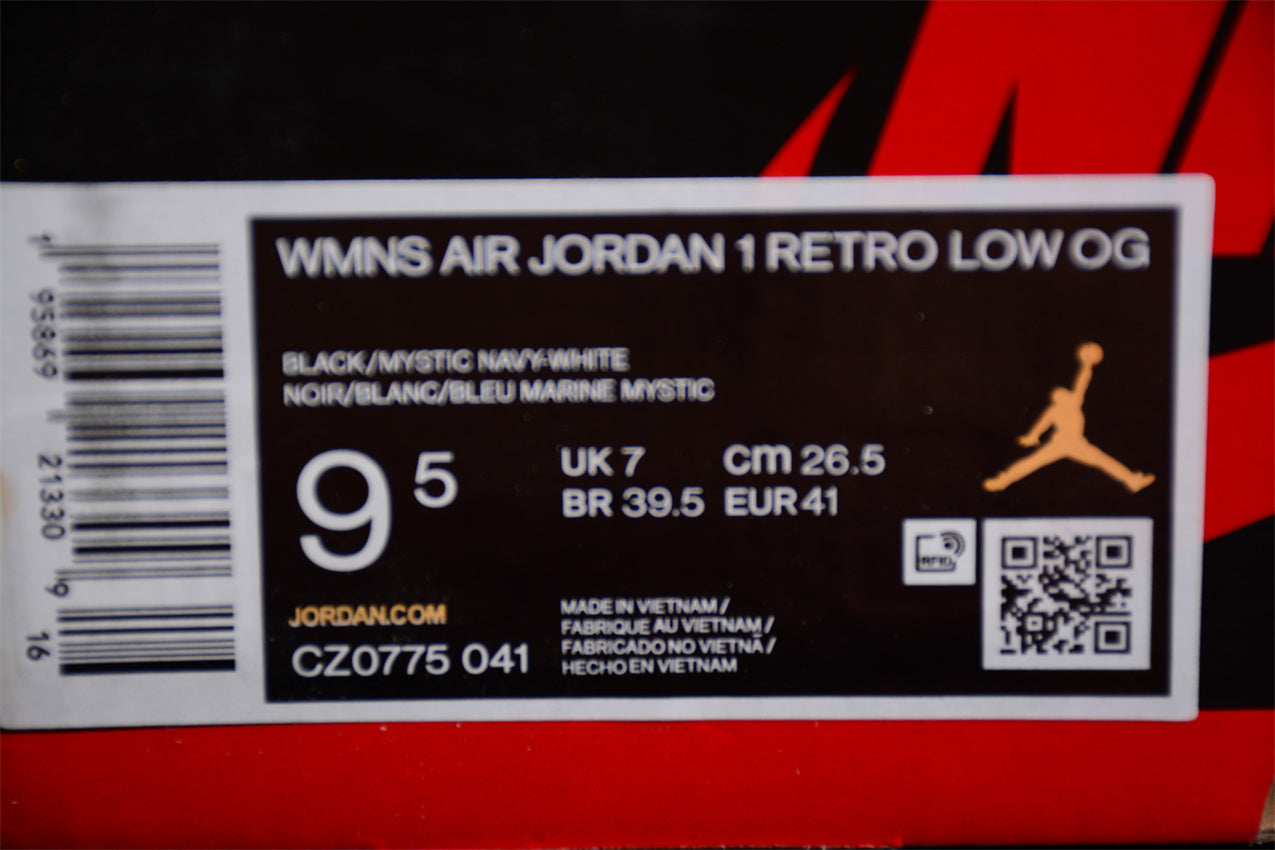 WMNS AIR JORDAN 1 RETRO LOW OG
BLACK/MYSTIC NAVY-WHITE
NOIR/BLANC/BLEU MARINE MYSTIC
9 5
UK 7 cm 26.5
BR 39.5 EUR 41
RFID
JORDAN.COM
CZ0775 041
MADE IN VIETNAM /
FABRIQUE AU VIETNAM /
FABRICADO NO VIETNÃ /
HECHO EN VIETNAM
1 95869 21330 9 16